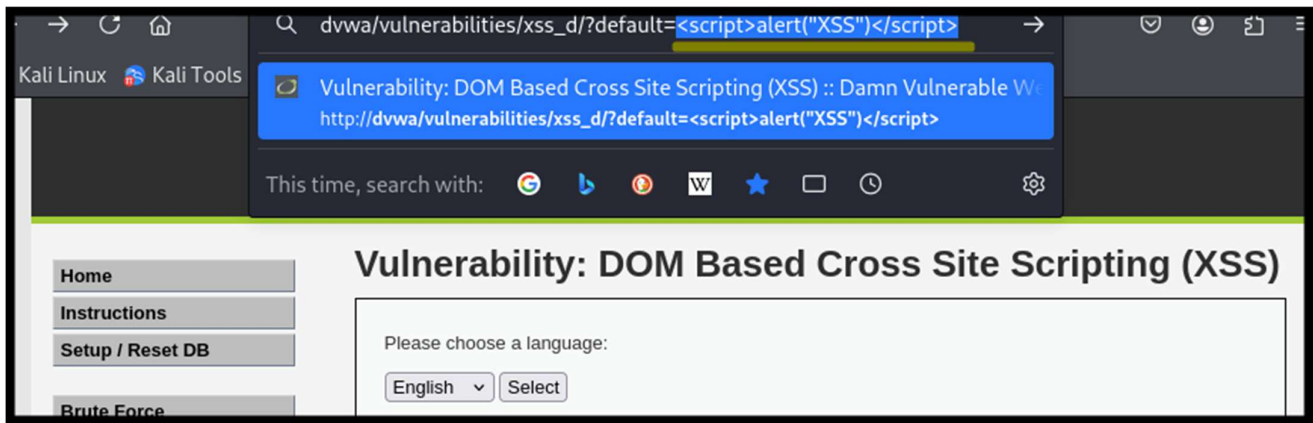 dvwa/vulnerabilities/xss_d/?default=<script>alert("XSS")</script>
Kali Linux Kali Tools
Vulnerability: DOM Based Cross Site Scripting (XSS) :: Damn Vulnerable We
http://dvwa/vulnerabilities/xss_d/?default=<script>alert("XSS")</script>
This time, search with:
Vulnerability: DOM Based Cross Site Scripting (XSS)
Home
Instructions
Setup / Reset DB
Brute Force
Please choose a language:
English Select